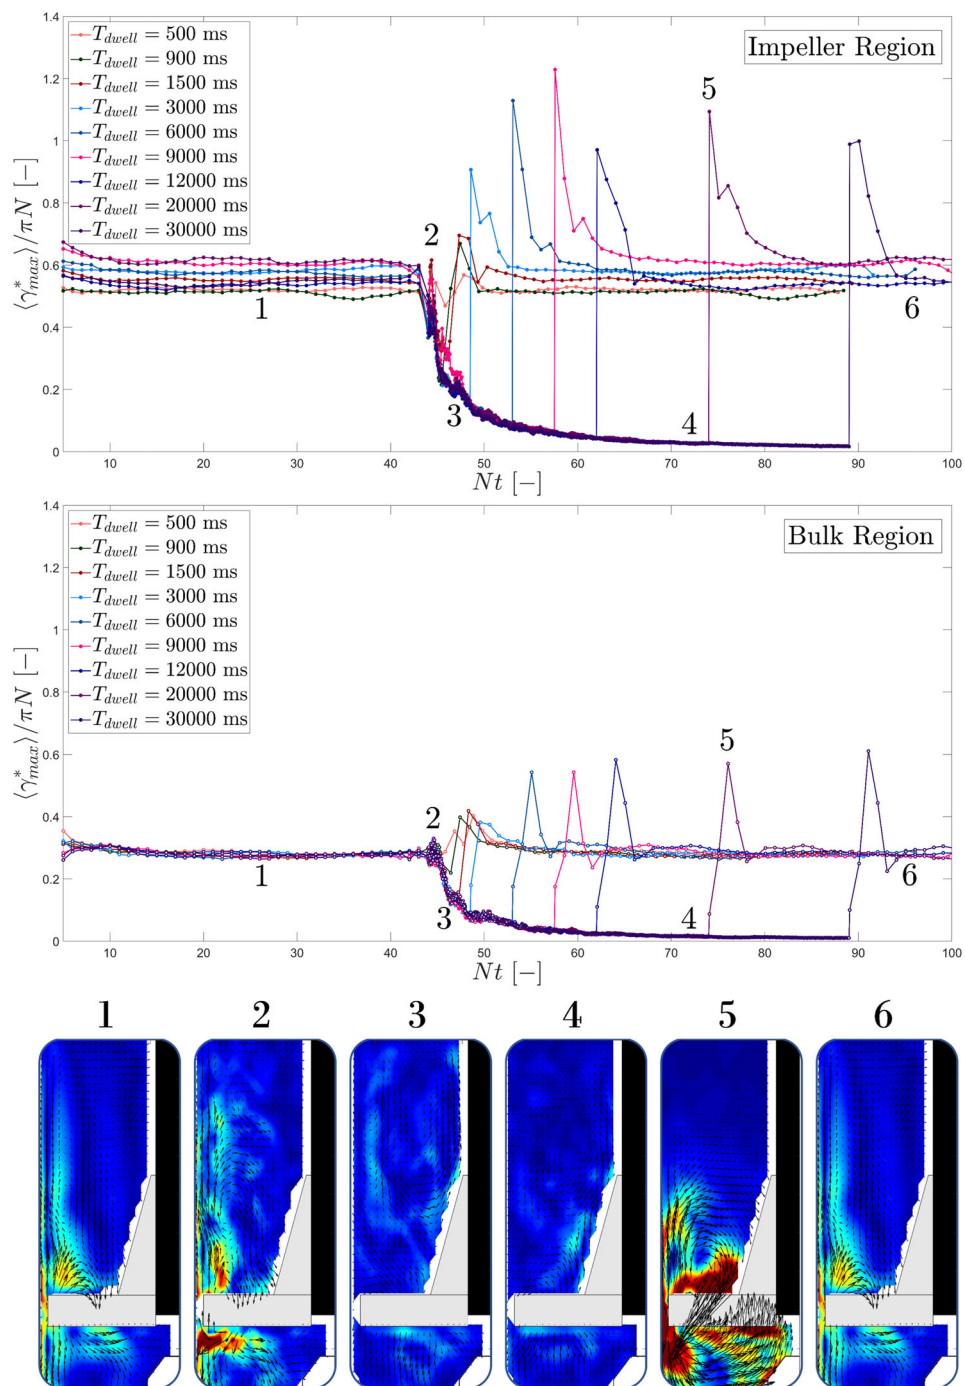 Impeller Region
T_dwell = 500 ms
T_dwell = 900 ms
T_dwell = 1500 ms
T_dwell = 3000 ms
T_dwell = 6000 ms
T_dwell = 9000 ms
T_dwell = 12000 ms
T_dwell = 20000 ms
T_dwell = 30000 ms
⟨γ*_max⟩/πN [−]
1.4
1.2
1
0.8
0.6
0.4
0.2
0
1
2
3
4
5
6
10 20 30 40 50 60 70 80 90 100
Nt [−]
Bulk Region
T_dwell = 500 ms
T_dwell = 900 ms
T_dwell = 1500 ms
T_dwell = 3000 ms
T_dwell = 6000 ms
T_dwell = 9000 ms
T_dwell = 12000 ms
T_dwell = 20000 ms
T_dwell = 30000 ms
⟨γ*_max⟩/πN [−]
1.4
1.2
1
0.8
0.6
0.4
0.2
0
1
2
3
4
5
6
10 20 30 40 50 60 70 80 90 100
Nt [−]
1 2 3 4 5 6